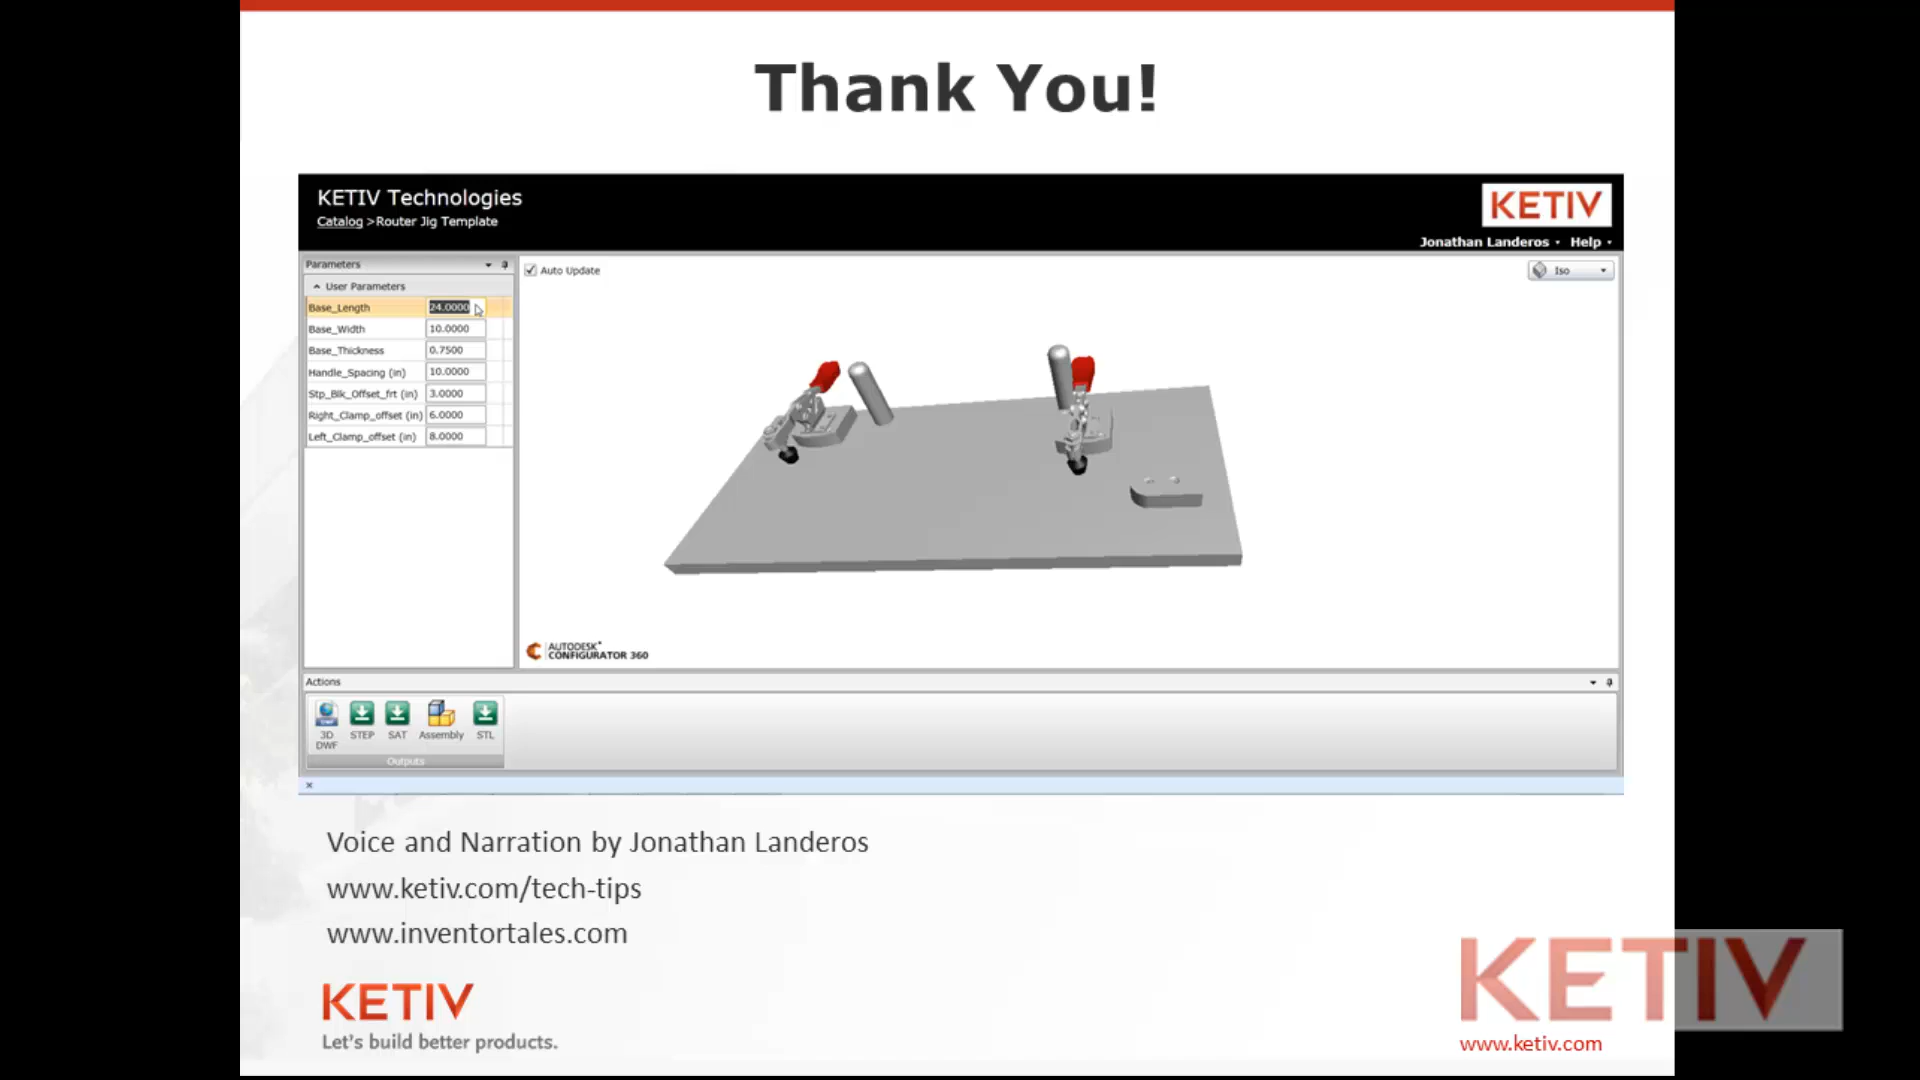 Thank You!
KETIV Technologies
Catalog >Router Jig Template
KETIV
Jonathan Landeros
Help
Parameters
Auto Update
Iso
User Parameters
Base_Length 24.0000
Base_Width 10.0000
Base_Thickness 0.7500
Handle_Spacing (in) 10.0000
Stp_Blk_Offset_frt (in) 3.0000
Right_Clamp_offset (in) 6.0000
Left_Clamp_offset (in) 8.0000
AUTODESK
CONFIGURATOR 360
Actions
3D DWF
STEP
SAT
Assembly
STL
Outputs
Voice and Narration by Jonathan Landeros
www.ketiv.com/tech-tips
www.inventortales.com
KETIV
Let's build better products.
KETIV
www.ketiv.com